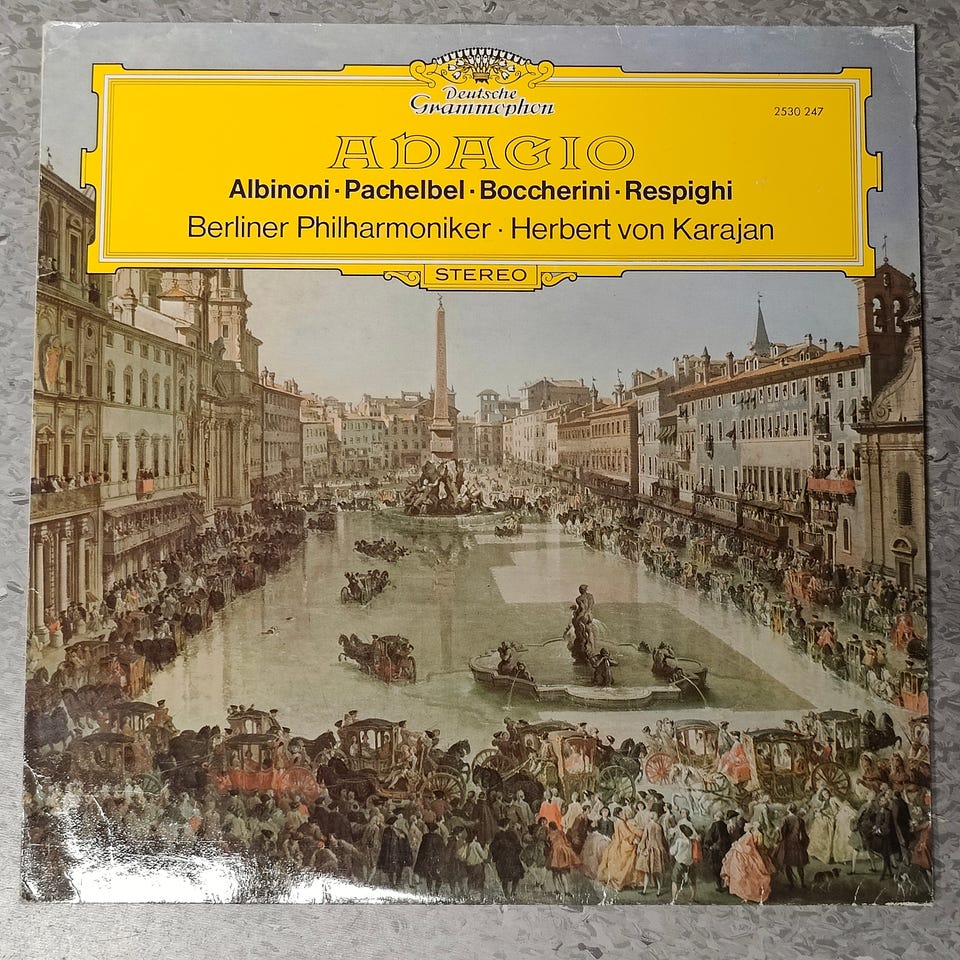 Deutsche
Grammophon
2530 247
ADAGIO
Albinoni · Pachelbel · Boccherini · Respighi
Berliner Philharmoniker · Herbert von Karajan
STEREO